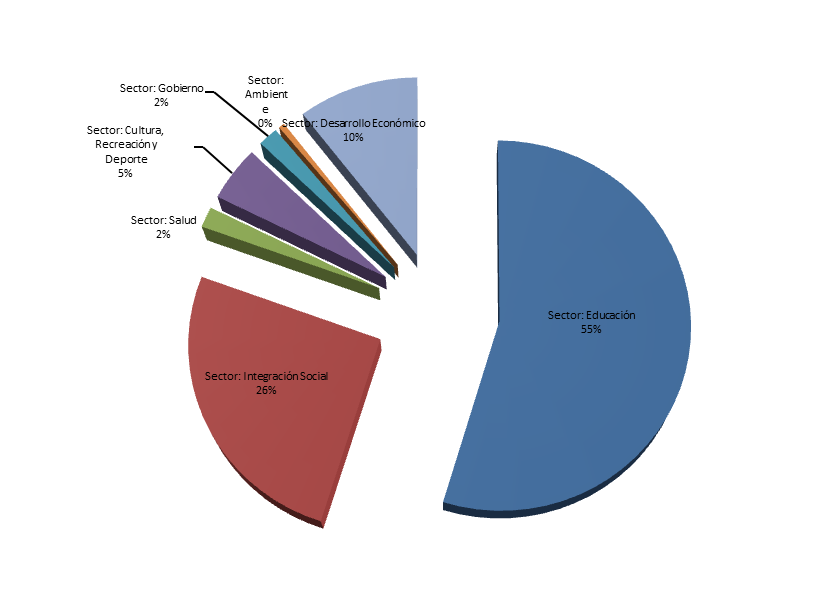 Sector: Gobierno
2%
Sector:
Ambient
e
0%
Sector: Desarrollo Económico
10%
Sector: Cultura,
Recreación y
Deporte
5%
Sector: Salud
2%
Sector: Educación
55%
Sector: Integración Social
26%